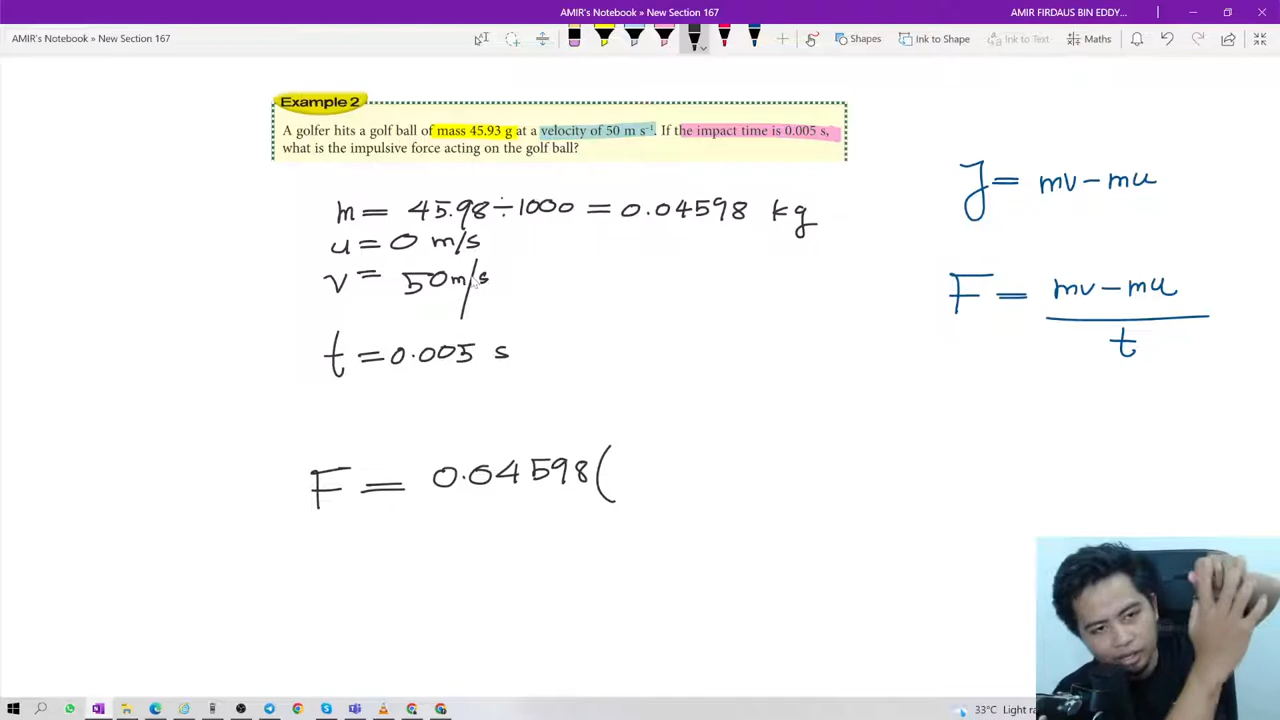 AMIR's Notebook » New Section 167
AMIR FIRDAUS BIN EDDY...
AMIR's Notebook » New Section 167
Shapes
Ink to Shape
Ink to Text
Maths
Example 2
A golfer hits a golf ball of mass 45.93 g at a velocity of 50 m s⁻¹. If the impact time is 0.005 s,
what is the impulsive force acting on the golf ball?
m = 45.98 ÷ 1000 = 0.04598 kg
u = 0 m/s
v = 50 m/s
t = 0.005 s
F = 0.04598(
J = mv − mu
F = mv − mu
t
33°C Light ra